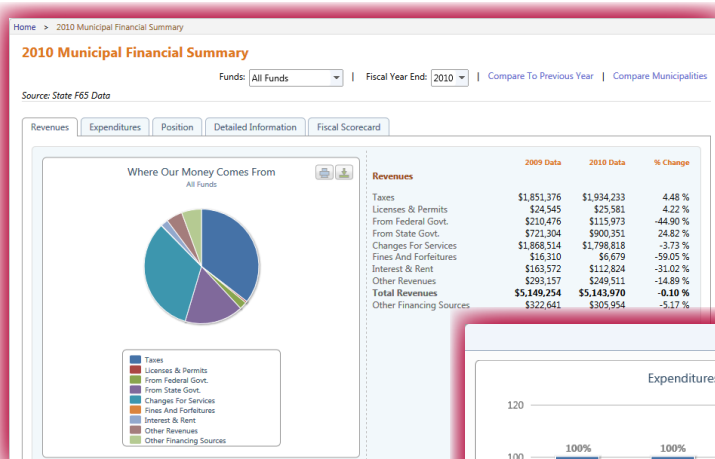 Home > 2010 Municipal Financial Summary
2010 Municipal Financial Summary
Funds: All Funds | Fiscal Year End: 2010 | Compare To Previous Year | Compare Municipalities
Source: State F65 Data
Revenues Expenditures Position Detailed Information Fiscal Scorecard
Where Our Money Comes From
All Funds
Taxes
Licenses & Permits
From Federal Govt.
From State Govt.
Changes For Services
Fines And Forfeitures
Interest & Rent
Other Revenues
Other Financing Sources
2009 Data 2010 Data % Change
Revenues
Taxes $1,851,376 $1,934,233 4.48 %
Licenses & Permits $24,545 $25,581 4.22 %
From Federal Govt. $210,476 $115,973 -44.90 %
From State Govt. $721,304 $900,351 24.82 %
Changes For Services $1,868,514 $1,798,818 -3.73 %
Fines And Forfeitures $16,310 $6,679 -59.05 %
Interest & Rent $163,572 $112,824 -31.02 %
Other Revenues $293,157 $249,511 -14.89 %
Total Revenues $5,149,254 $5,143,970 -0.10 %
Other Financing Sources $322,641 $305,954 -5.17 %
Expenditures
120
100% 100%
100